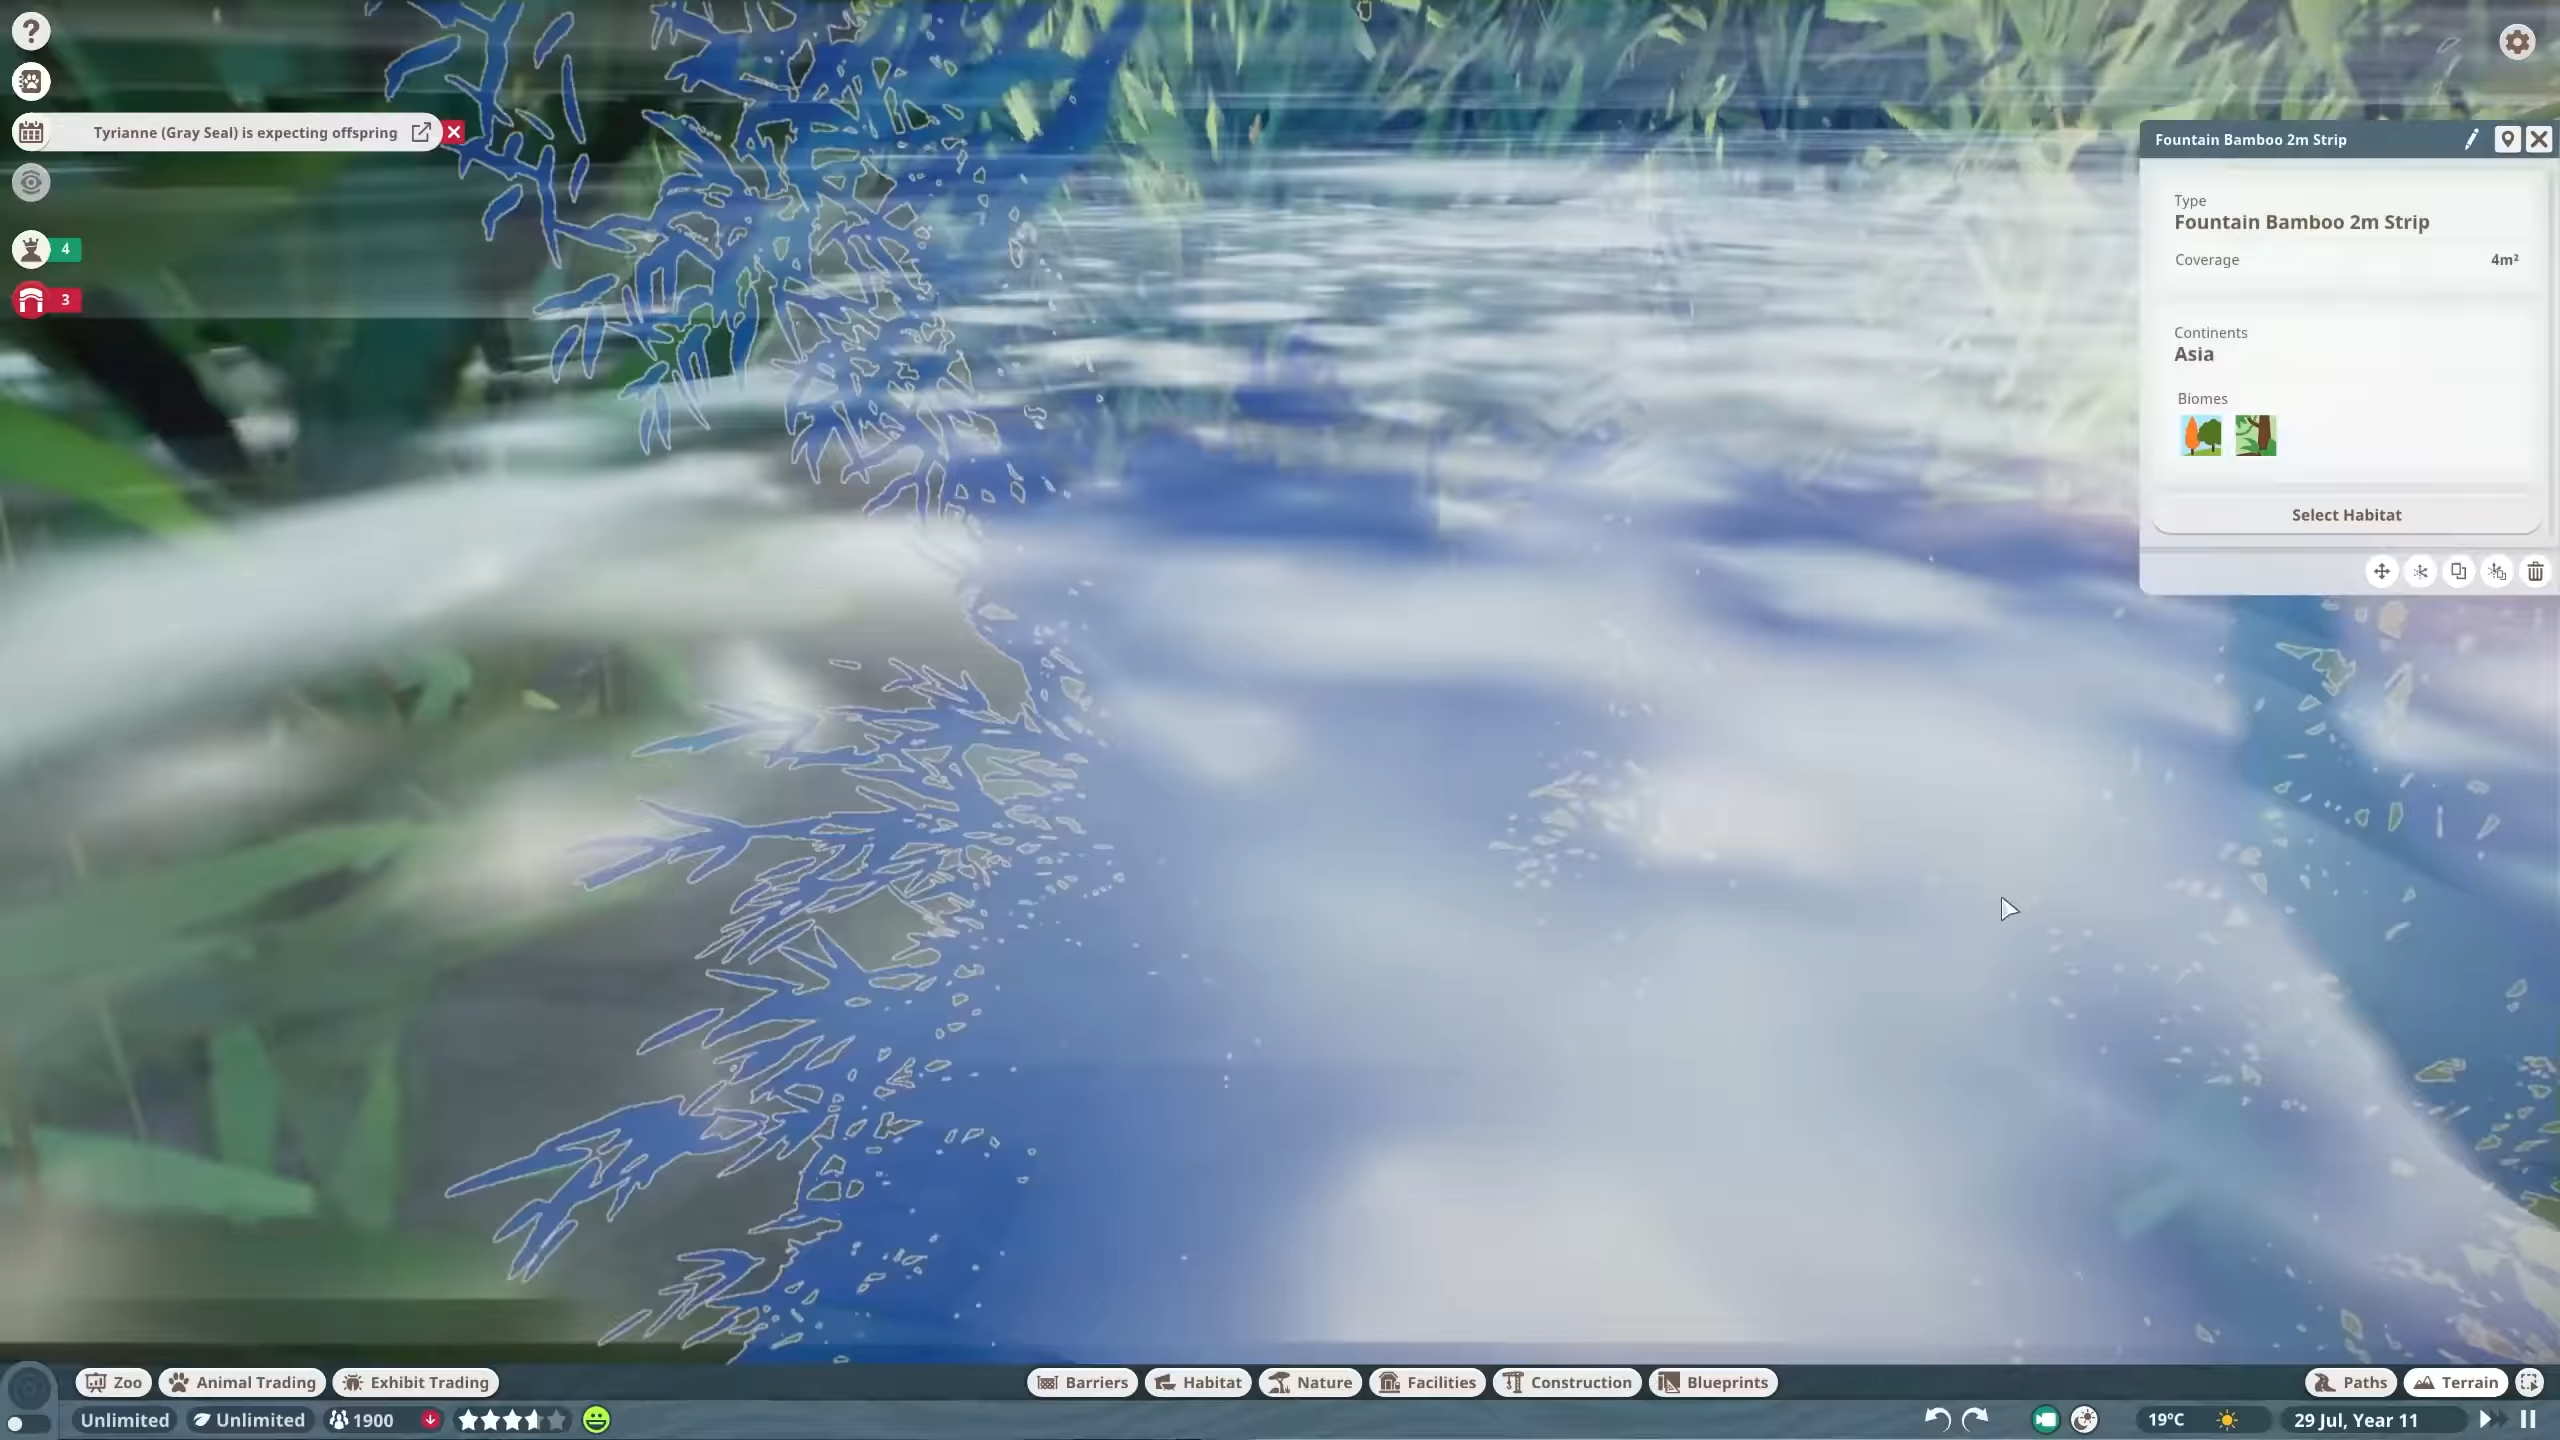 ?
Tyrianne (Gray Seal) is expecting offspring
4
3
Fountain Bamboo 2m Strip
Type
Fountain Bamboo 2m Strip
Coverage 4m²
Continents
Asia
Biomes
Select Habitat
Zoo Animal Trading Exhibit Trading Barriers Habitat Nature Facilities Construction Blueprints Paths Terrain
Unlimited Unlimited 1900 19°C 29 Jul, Year 11